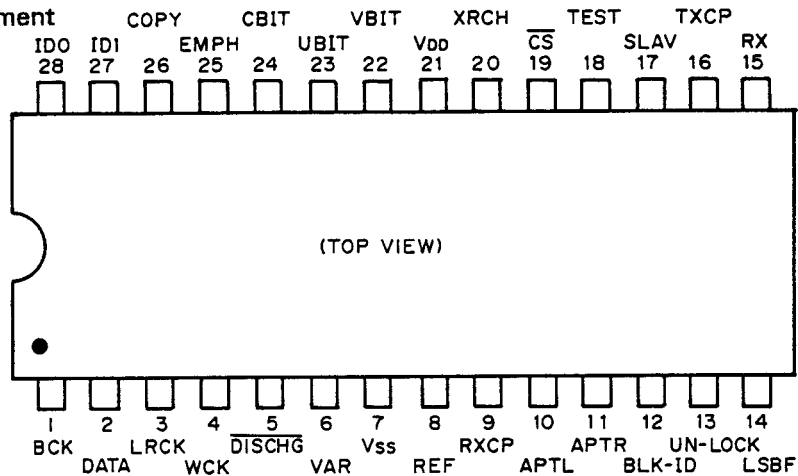 ment
COPY CBIT VBIT XRCH TEST TXCP
ID0 ID1 EMPH UBIT VDD CS SLAV RX
28 27 26 25 24 23 22 21 20 19 18 17 16 15
(TOP VIEW)
1 2 3 4 5 6 7 8 9 10 11 12 13 14
BCK LRCK DISCHG VSS RXCP APTR UN-LOCK
DATA WCK VAR REF APTL BLK-ID LSBF